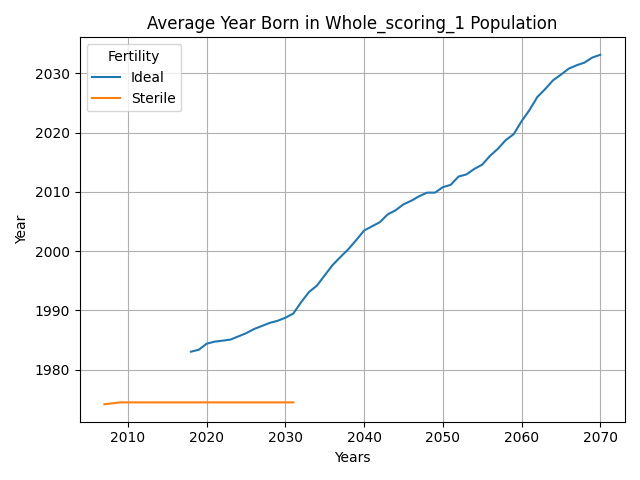 Average Year Born in Whole_scoring_1 Population
Fertility
Ideal
Sterile
Year
2030
2020
2010
2000
1990
1980
2010 2020 2030 2040 2050 2060 2070
Years